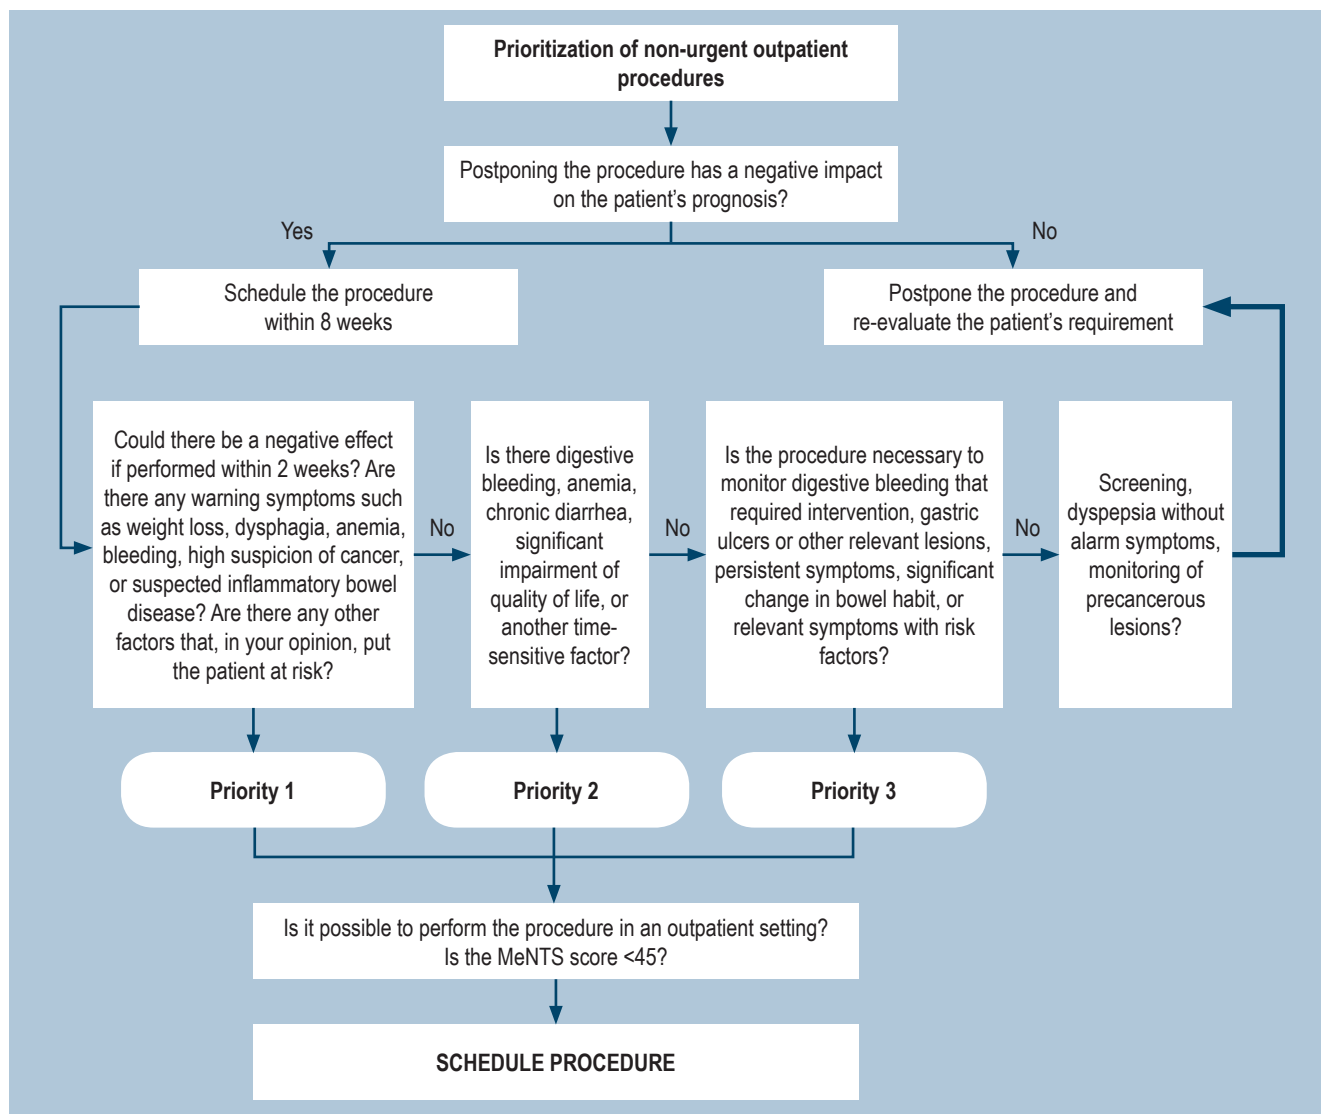 Prioritization of non-urgent outpatient
procedures
Postponing the procedure has a negative impact
on the patient's prognosis?
Yes
No
Schedule the procedure
within 8 weeks
Postpone the procedure and
re-evaluate the patient's requirement
Could there be a negative effect
if performed within 2 weeks? Are
there any warning symptoms such
as weight loss, dysphagia, anemia,
bleeding, high suspicion of cancer,
or suspected inflammatory bowel
disease? Are there any other
factors that, in your opinion, put
the patient at risk?
No
Is there digestive
bleeding, anemia,
chronic diarrhea,
significant
impairment of
quality of life, or
another time-
sensitive factor?
No
Is the procedure necessary to
monitor digestive bleeding that
required intervention, gastric
ulcers or other relevant lesions,
persistent symptoms, significant
change in bowel habit, or
relevant symptoms with risk
factors?
No
Screening,
dyspepsia without
alarm symptoms,
monitoring of
precancerous
lesions?
Priority 1
Priority 2
Priority 3
Is it possible to perform the procedure in an outpatient setting?
Is the MeNTS score <45?
SCHEDULE PROCEDURE